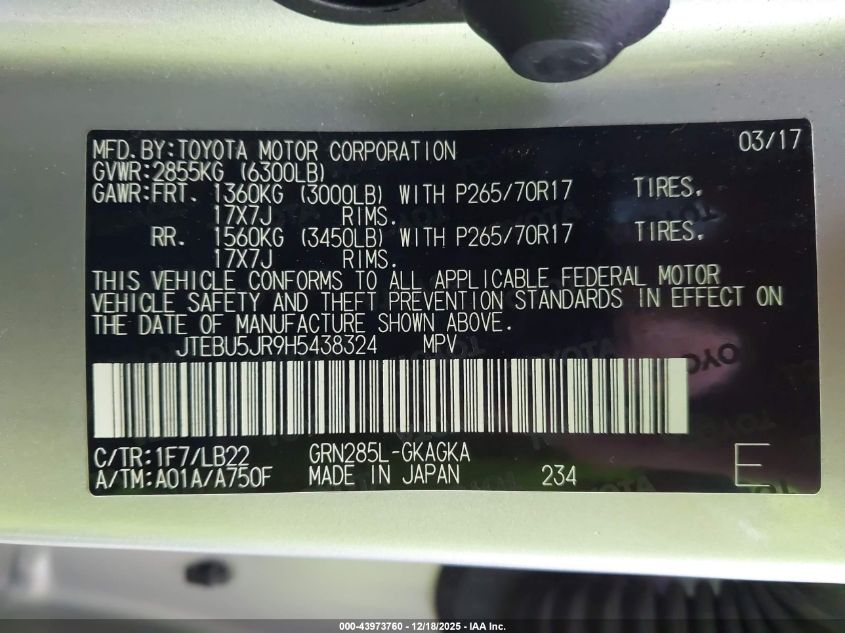 MFD.BY:TOYOTA MOTOR CORPORATION 03/17
GVWR:2855KG (6300LB)
GAWR:FRT. 1360KG (3000LB) WITH P265/70R17 TIRES.
17X7J RIMS.
RR. 1560KG (3450LB) WITH P265/70R17 TIRES.
17X7J RIMS.
THIS VEHICLE CONFORMS TO ALL APPLICABLE FEDERAL MOTOR
VEHICLE SAFETY AND THEFT PREVENTION STANDARDS IN EFFECT ON
THE DATE OF MANUFACTURE SHOWN ABOVE.
JTEBU5JR9H5438324 MPV
C/TR:1F7/LB22 GRN285L-GKAGKA
A/TM:A01A/A750F MADE IN JAPAN 234 E
000-43973760 - 12/18/2025 - IAA Inc.